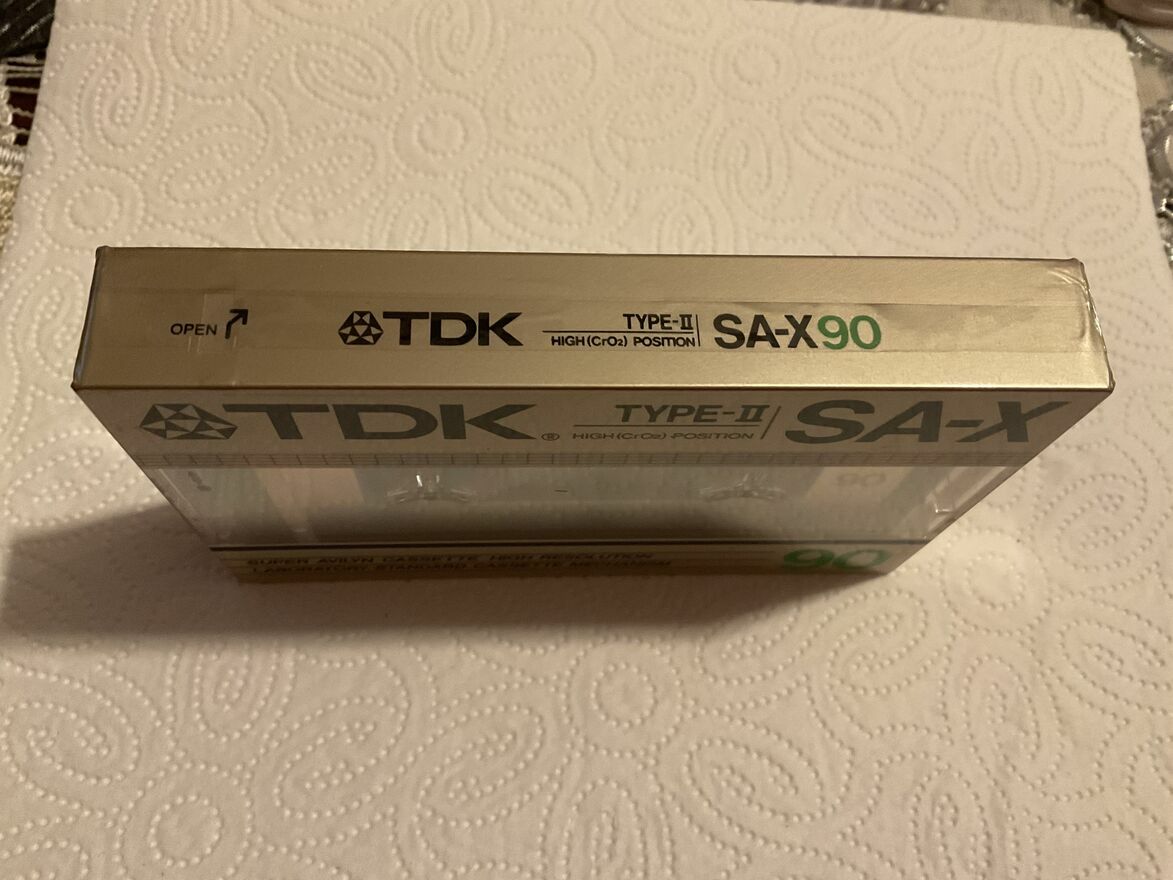 OPEN
TDK TYPE-II SA-X90
HIGH (CrO₂) POSITION
TDK® TYPE-II SA-X
HIGH (CrO₂) POSITION
90
SUPER AVILYN CASSETTE HIGH RESOLUTION
LABORATORY STANDARD CASSETTE MECHANISM
90